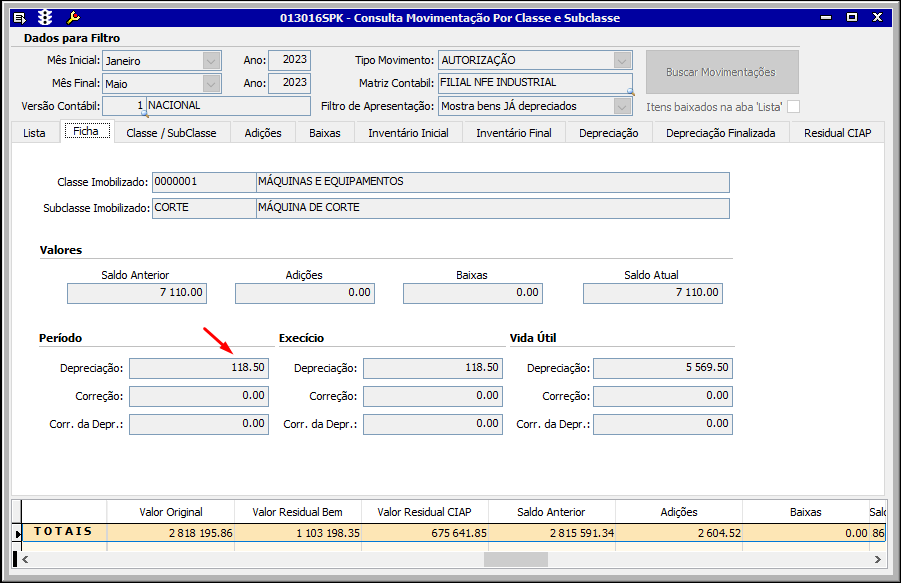 013016SPK - Consulta Movimentação Por Classe e Subclasse
Dados para Filtro
Mês Inicial: Janeiro Ano: 2023 Tipo Movimento: AUTORIZAÇÃO
Buscar Movimentações
Mês Final: Maio Ano: 2023 Matriz Contabil: FILIAL NFE INDUSTRIAL
Versão Contábil: 1 NACIONAL Filtro de Apresentação: Mostra bens JÁ depreciados Itens baixados na aba 'Lista'
Lista Ficha Classe / SubClasse Adições Baixas Inventário Inicial Inventário Final Depreciação Depreciação Finalizada Residual CIAP
Classe Imobilizado: 0000001 MÁQUINAS E EQUIPAMENTOS
Subclasse Imobilizado: CORTE MÁQUINA DE CORTE
Valores
Saldo Anterior Adições Baixas Saldo Atual
7 110.00 0.00 0.00 7 110.00
Período Execício Vida Útil
Depreciação: 118.50 Depreciação: 118.50 Depreciação: 5 569.50
Correção: 0.00 Correção: 0.00 Correção: 0.00
Corr. da Depr.: 0.00 Corr. da Depr.: 0.00 Corr. da Depr.: 0.00
Valor Original Valor Residual Bem Valor Residual CIAP Saldo Anterior Adições Baixas Salc
TOTAIS 2 818 195.86 1 103 198.35 675 641.85 2 815 591.34 2 604.52 0.00 86